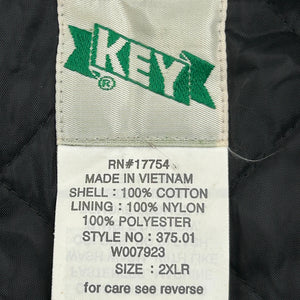 KEY
®
RN#17754
MADE IN VIETNAM
SHELL : 100% COTTON
LINING : 100% NYLON
100% POLYESTER
STYLE NO : 375.01
W007923
SIZE : 2XLR
for care see reverse